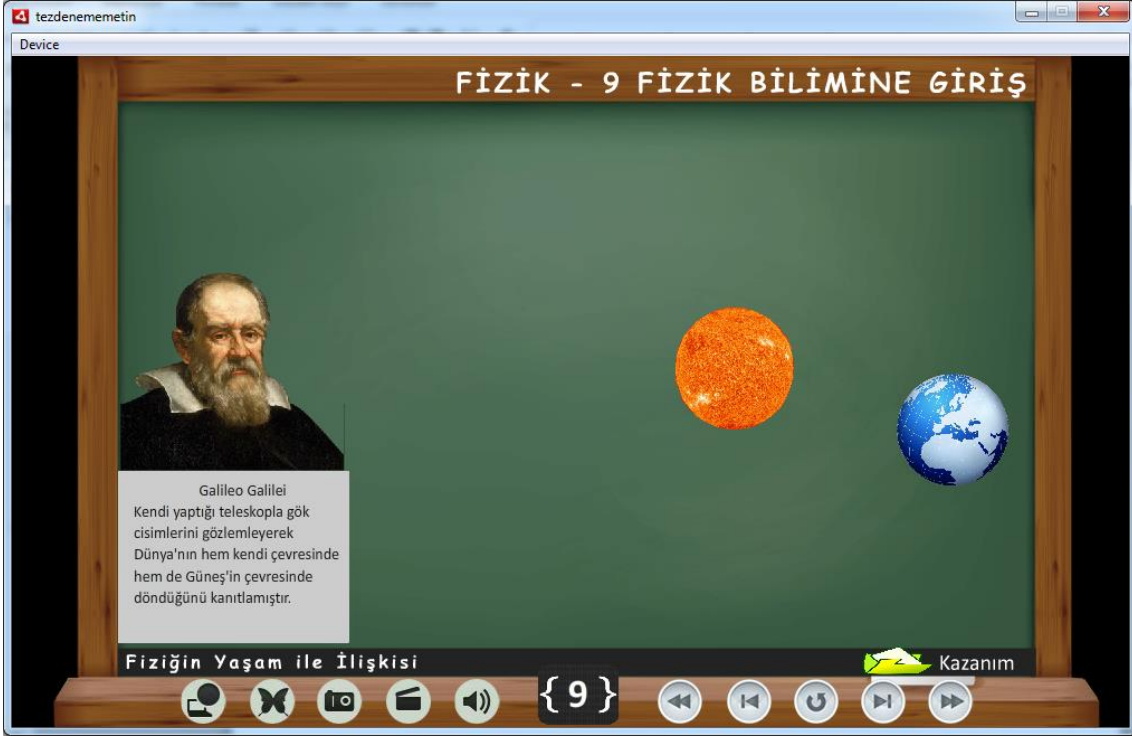 tezdenememetin
Device
FİZİK - 9 FİZİK BİLİMİNE GİRİŞ
Galileo Galilei
Kendi yaptığı teleskopla gök
cisimlerini gözlemleyerek
Dünya'nın hem kendi çevresinde
hem de Güneş'in çevresinde
döndüğünü kanıtlamıştır.
Fiziğin Yaşam ile İlişkisi
Kazanım
{9}